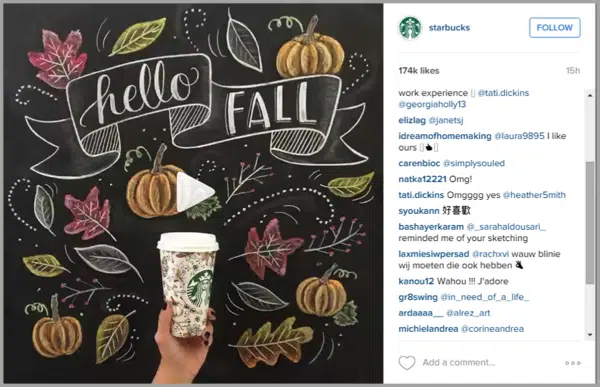 hello
FALL
starbucks
FOLLOW
174k likes
15h
work experience @tati.dickins
@georgiaholly13
elizlag @janetsj
idreamofhomemaking @laura9895 I like
ours
carenbioc @simplysouled
natka12221 Omg!
tati.dickins Omgggg yes @heather5mith
syoukann 好喜歡
bashayerkaram @_sarahaldousari_
reminded me of your sketching
laxmiesiwpersad @rachxvi wauw blinie
wij moeten die ook hebben
kanou12 Wahou !!! J'adore
gr8swing @in_need_of_a_life_
ardaaaa__ @alrez_art
michielandrea @corineandrea
Add a comment...